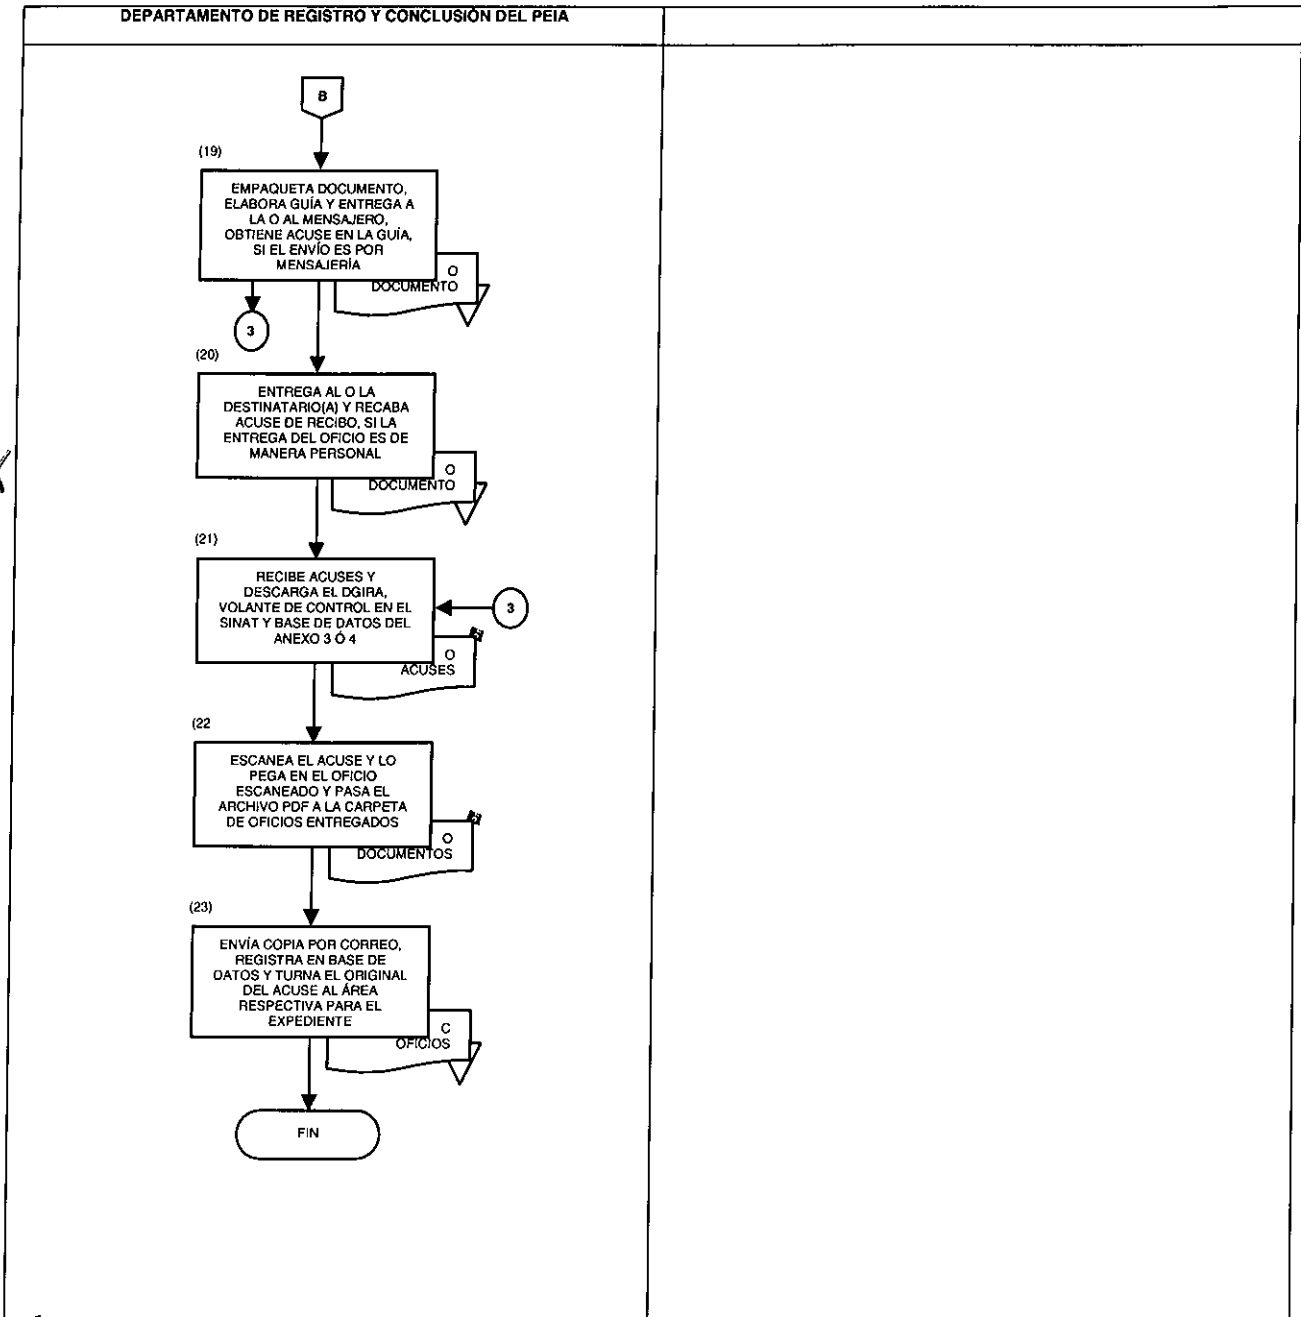 DEPARTAMENTO DE REGISTRO Y CONCLUSIÓN DEL PEIA
B
(19)
EMPAQUETA DOCUMENTO,
ELABORA GUÍA Y ENTREGA A
LA O AL MENSAJERO,
OBTIENE ACUSE EN LA GUÍA,
SI EL ENVÍO ES POR
MENSAJERÍA
O
DOCUMENTO
3
(20)
ENTREGA AL O LA
DESTINATARIO(A) Y RECABA
ACUSE DE RECIBO, SI LA
ENTREGA DEL OFICIO ES DE
MANERA PERSONAL
O
DOCUMENTO
(21)
RECIBE ACUSES Y
DESCARGA EL DGIRA,
VOLANTE DE CONTROL EN EL
SINAT Y BASE DE DATOS DEL
ANEXO 3 Ó 4
3
O
ACUSES
(22
ESCANEA EL ACUSE Y LO
PEGA EN EL OFICIO
ESCANEADO Y PASA EL
ARCHIVO PDF A LA CARPETA
DE OFICIOS ENTREGADOS
O
DOCUMENTOS
(23)
ENVÍA COPIA POR CORREO,
REGISTRA EN BASE DE
DATOS Y TURNA EL ORIGINAL
DEL ACUSE AL ÁREA
RESPECTIVA PARA EL
EXPEDIENTE
C
OFICIOS
FIN